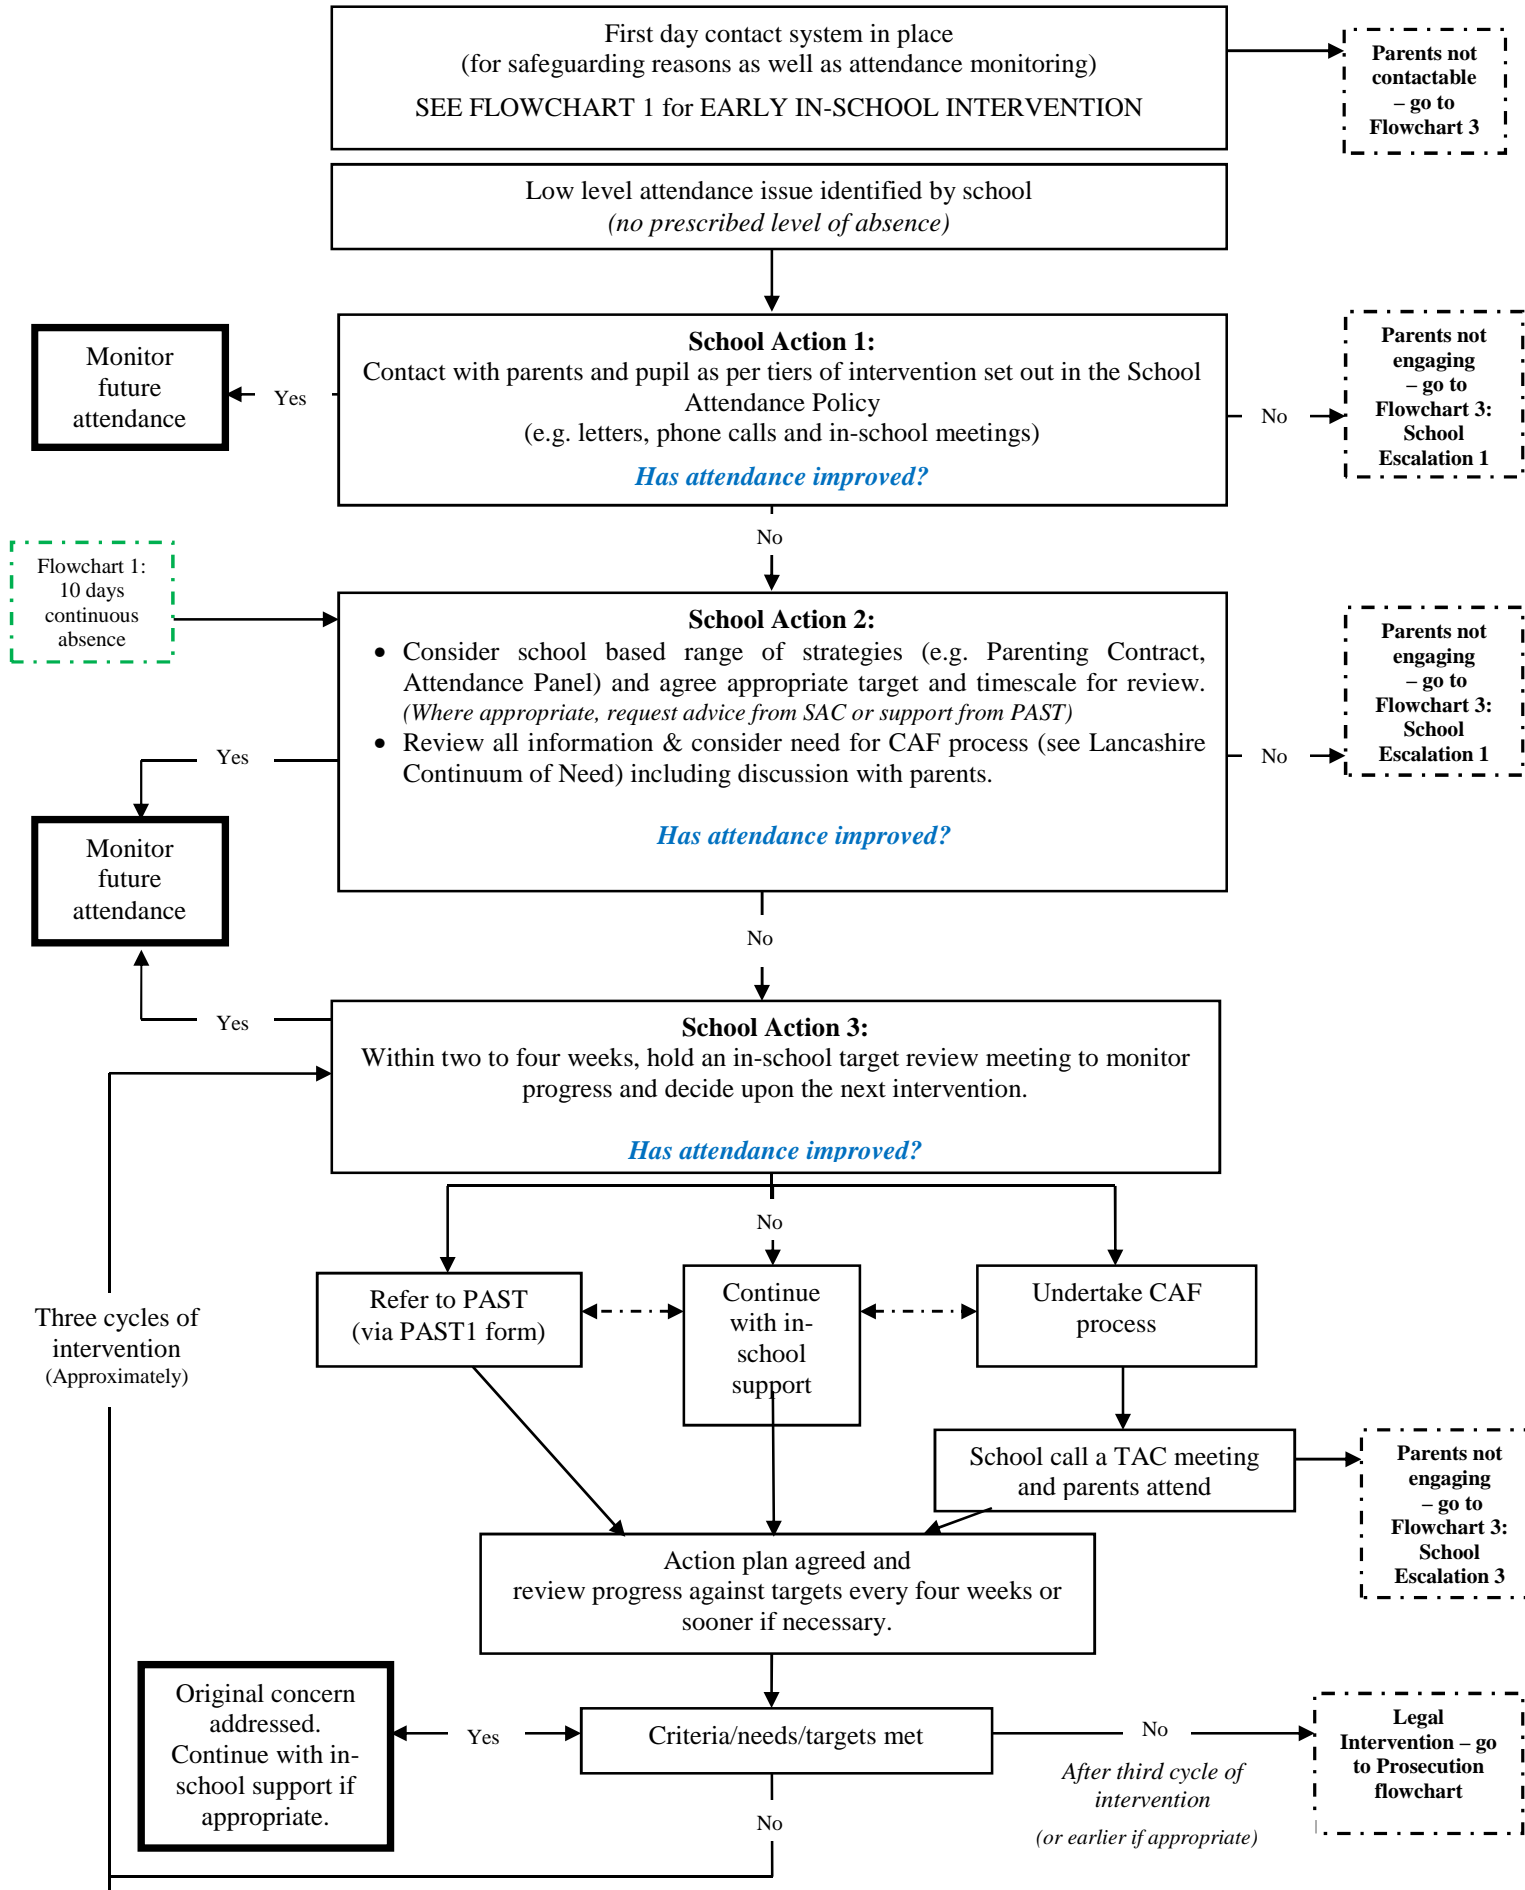 First day contact system in place
(for safeguarding reasons as well as attendance monitoring)
SEE FLOWCHART 1 for EARLY IN-SCHOOL INTERVENTION
Parents not
contactable
– go to
Flowchart 3
Low level attendance issue identified by school
(no prescribed level of absence)
Monitor
future
attendance
Yes
School Action 1:
Contact with parents and pupil as per tiers of intervention set out in the School
Attendance Policy
(e.g. letters, phone calls and in-school meetings)
Has attendance improved?
No
Parents not
engaging
– go to
Flowchart 3:
School
Escalation 1
No
Flowchart 1:
10 days
continuous
absence
School Action 2:
• Consider school based range of strategies (e.g. Parenting Contract,
Attendance Panel) and agree appropriate target and timescale for review.
(Where appropriate, request advice from SAC or support from PAST)
• Review all information & consider need for CAF process (see Lancashire
Continuum of Need) including discussion with parents.
Has attendance improved?
Yes
No
Parents not
engaging
– go to
Flowchart 3:
School
Escalation 1
Monitor
future
attendance
No
Yes
School Action 3:
Within two to four weeks, hold an in-school target review meeting to monitor
progress and decide upon the next intervention.
Has attendance improved?
No
Three cycles of
intervention
(Approximately)
Refer to PAST
(via PAST1 form)
Continue
with in-
school
support
Undertake CAF
process
School call a TAC meeting
and parents attend
Parents not
engaging
– go to
Flowchart 3:
School
Escalation 3
Action plan agreed and
review progress against targets every four weeks or
sooner if necessary.
Original concern
addressed.
Continue with in-
school support if
appropriate.
Yes
Criteria/needs/targets met
No
After third cycle of
intervention
(or earlier if appropriate)
Legal
Intervention – go
to Prosecution
flowchart
No